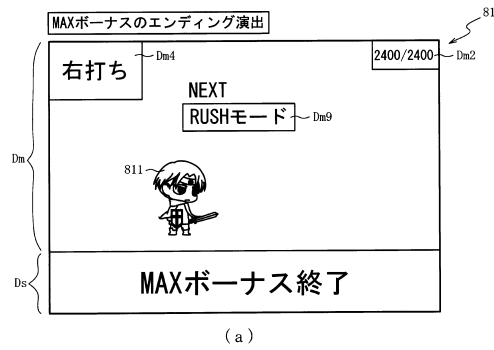 MAXボーナスのエンディング演出
81
右打ち
Dm4
2400/2400
Dm2
NEXT
RUSHモード
Dm9
Dm
811
甲
Ds
MAXボーナス終了
(a)